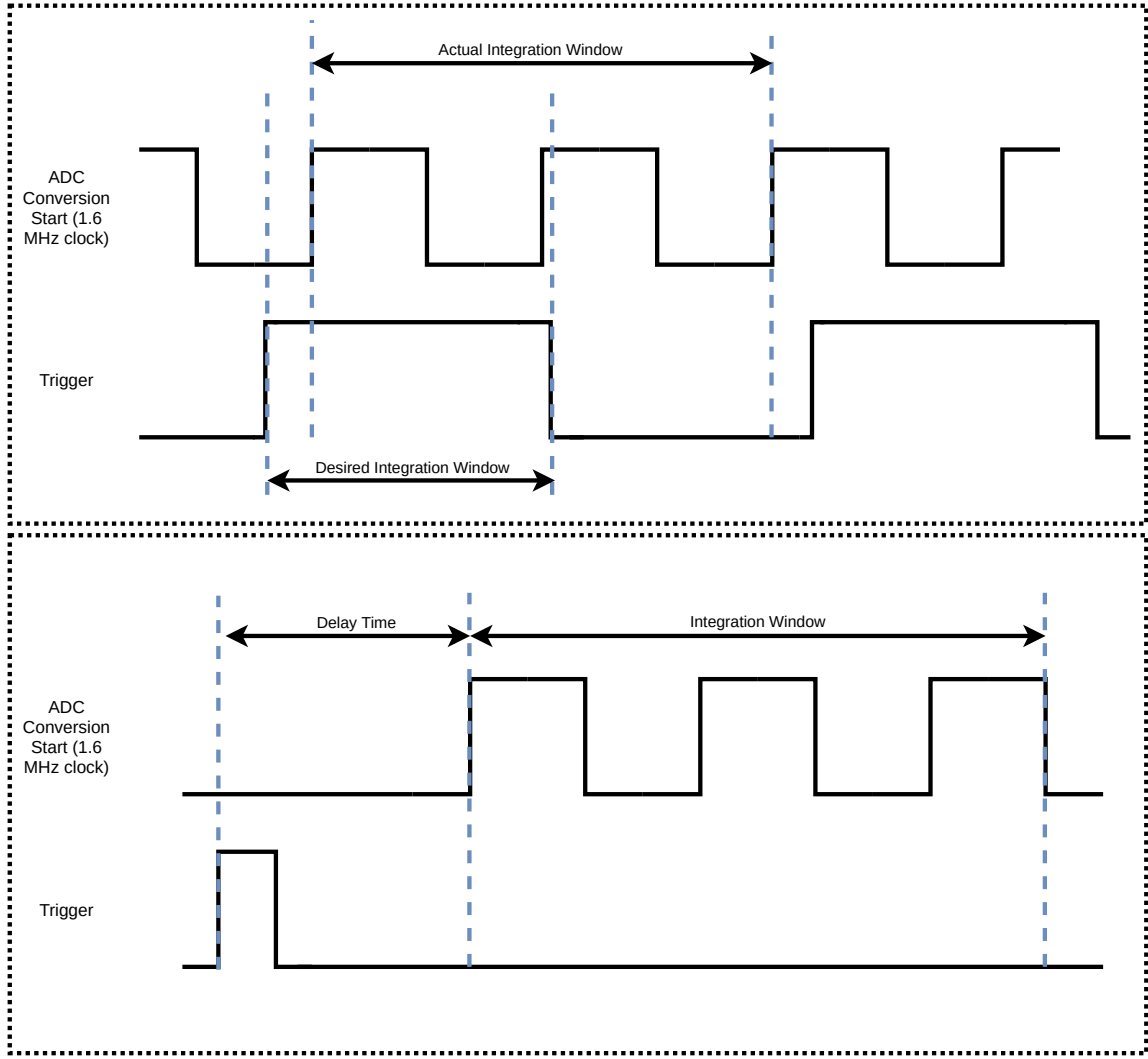 Actual Integration Window
ADC
Conversion
Start (1.6
MHz clock)
Trigger
Desired Integration Window
Delay Time
Integration Window
ADC
Conversion
Start (1.6
MHz clock)
Trigger